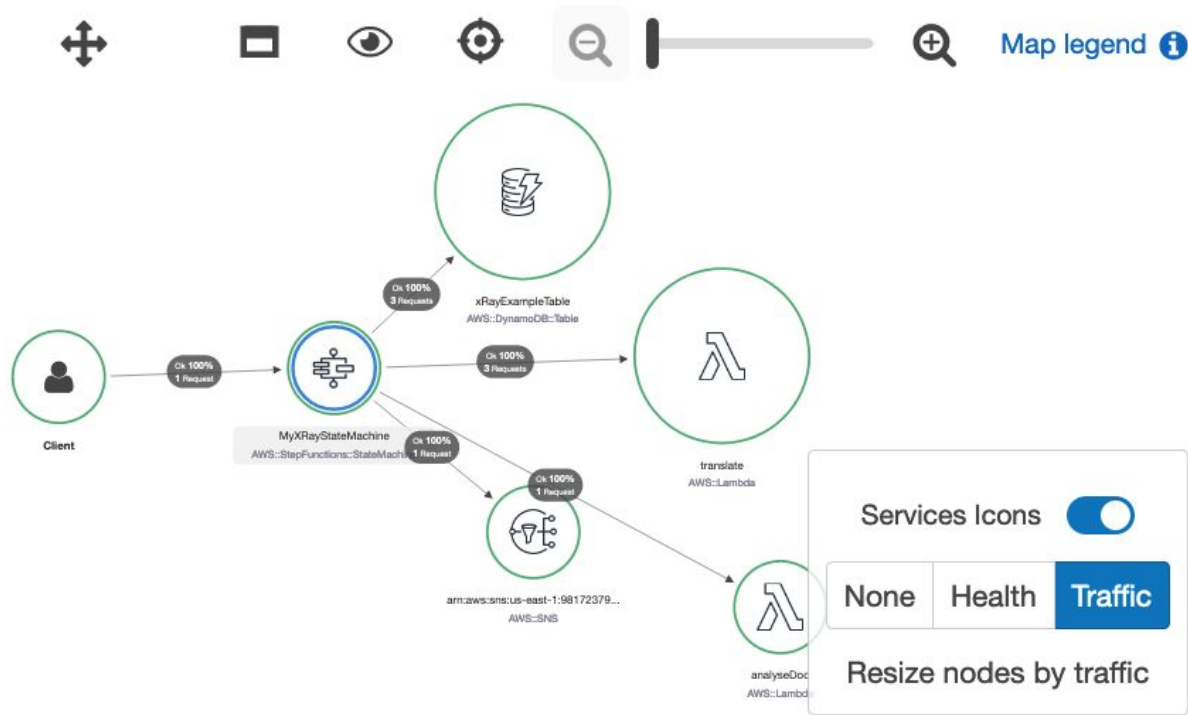 Map legend
Ok 100%
3 Requests
xRayExampleTable
AWS::DynamoDB::Table
Ok 100%
1 Request
Ok 100%
3 Requests
Client
MyXRayStateMachine
AWS::StepFunctions::StateMachi
Ok 100%
1 Request
translate
AWS::Lambda
Ok 100%
1 Request
arn:aws:sns:us-east-1:98172379...
AWS::SNS
analyseDoc
AWS::Lambda
Services Icons
None Health Traffic
Resize nodes by traffic